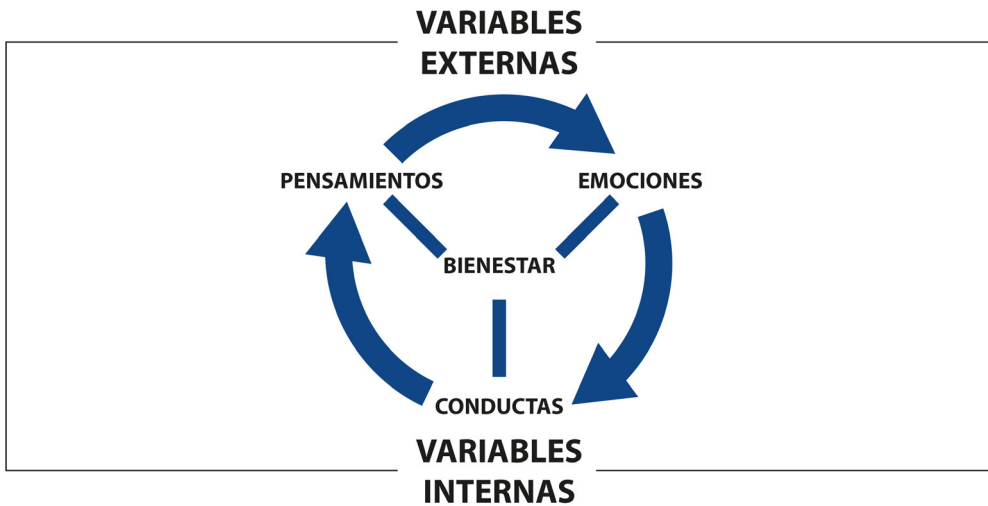 VARIABLES
EXTERNAS
PENSAMIENTOS
EMOCIONES
BIENESTAR
CONDUCTAS
VARIABLES
INTERNAS